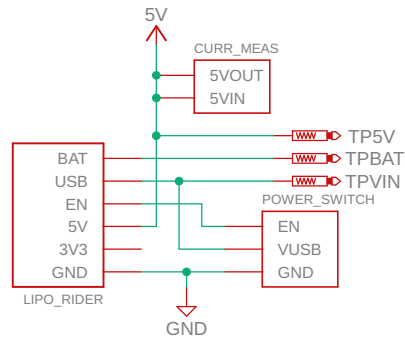 5V
CURR_MEAS
5VOUT
5VIN
TP5V
BAT
TPBAT
USB
TPVIN
EN
POWER_SWITCH
5V
EN
3V3
VUSB
GND
GND
LIPO_RIDER
GND